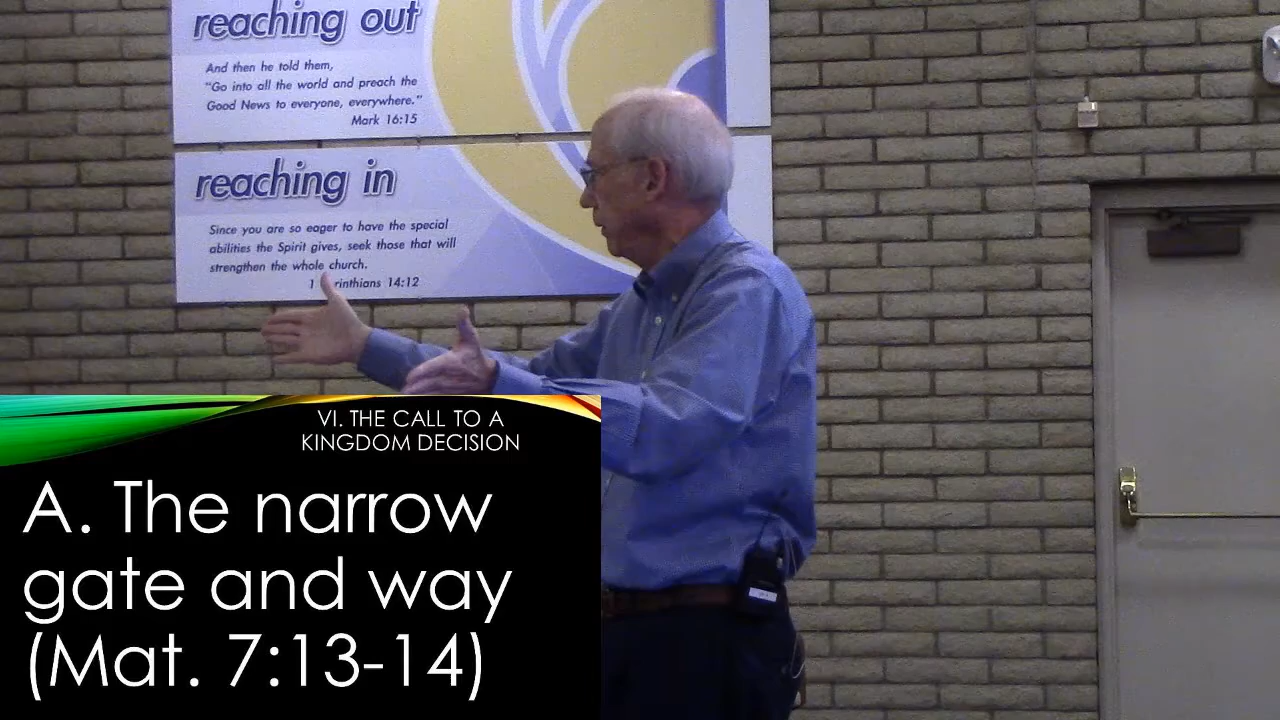 reaching out
And then he told them,
"Go into all the world and preach the
Good News to everyone, everywhere."
Mark 16:15
reaching in
Since you are so eager to have the special
abilities the Spirit gives, seek those that will
strengthen the whole church.
1 rinthians 14:12
VI. THE CALL TO A
KINGDOM DECISION
A. The narrow
gate and way
(Mat. 7:13-14)